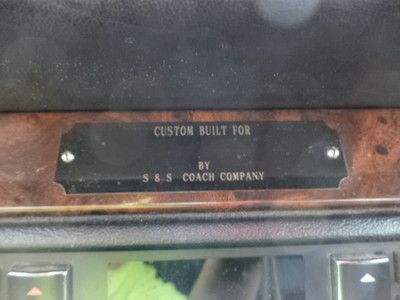 CUSTOM BUILT FOR
BY
S & S COACH COMPANY